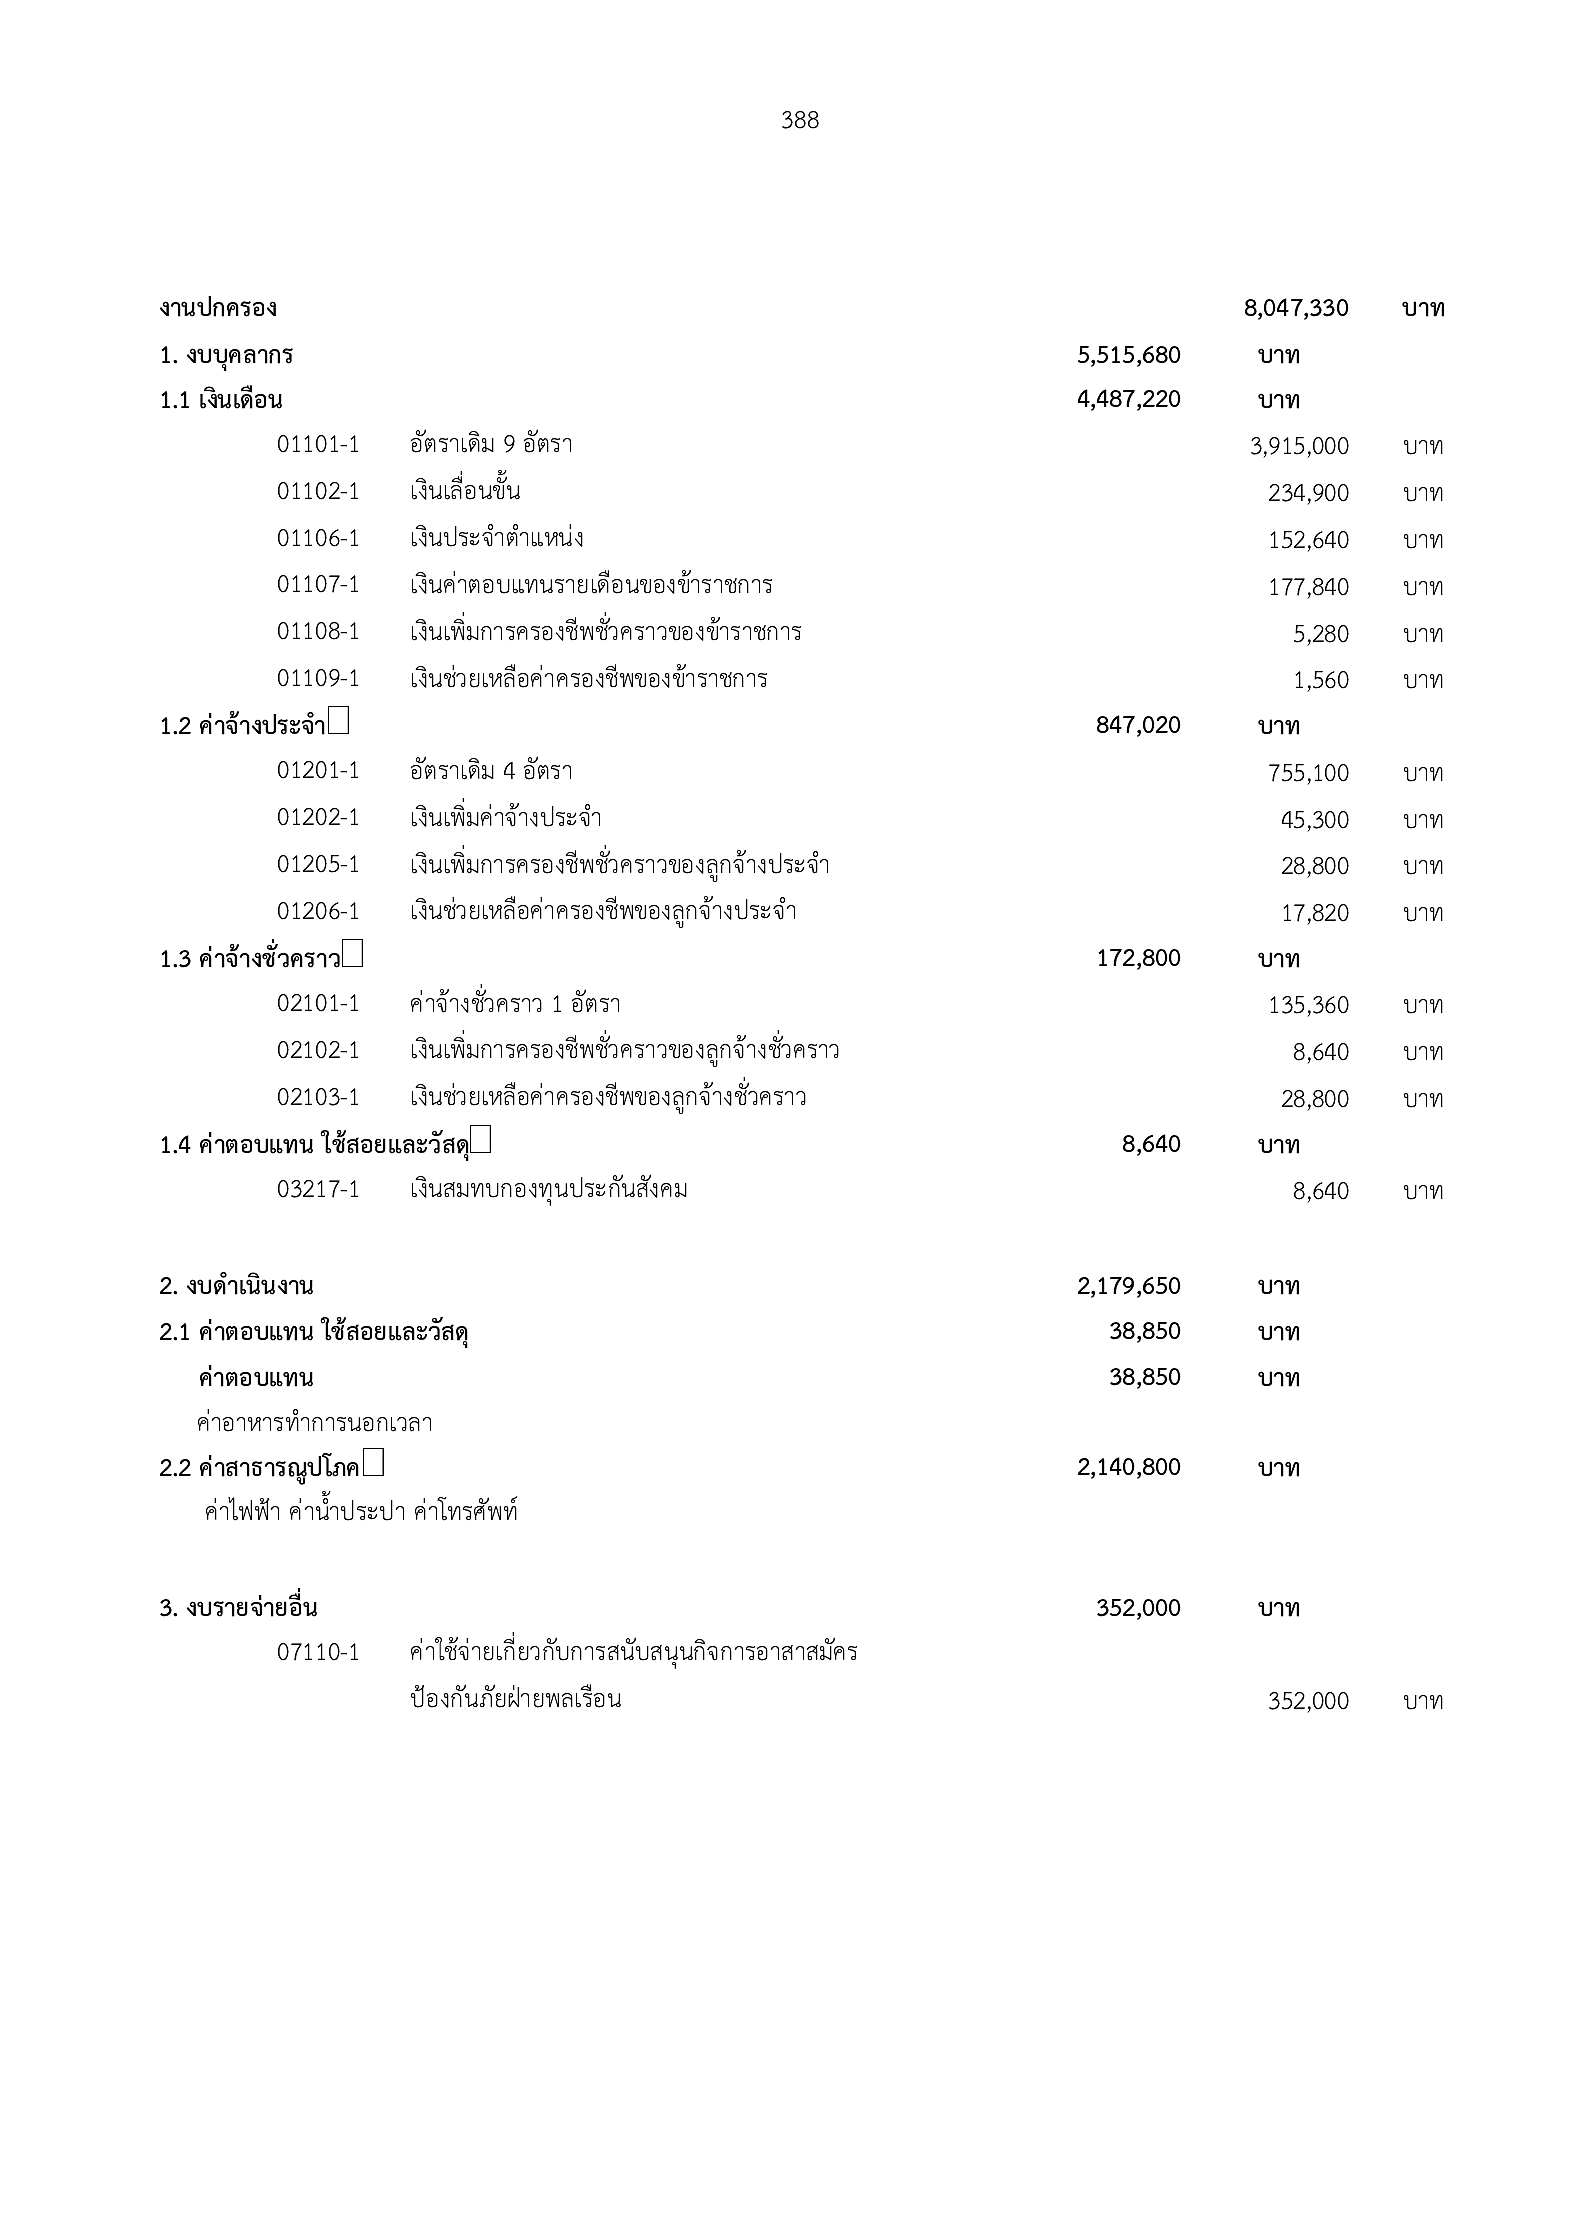 388
งานปกครอง 8,047,330 บาท
1. งบบุคลากร 5,515,680 บาท
1.1 เงินเดือน 4,487,220 บาท
01101-1 อัตราเดิม 9 อัตรา 3,915,000 บาท
01102-1 เงินเลื่อนขั้น 234,900 บาท
01106-1 เงินประจำตำแหน่ง 152,640 บาท
01107-1 เงินค่าตอบแทนรายเดือนของข้าราชการ 177,840 บาท
01108-1 เงินเพิ่มการครองชีพชั่วคราวของข้าราชการ 5,280 บาท
01109-1 เงินช่วยเหลือค่าครองชีพของข้าราชการ 1,560 บาท
1.2 ค่าจ้างประจำ 847,020 บาท
01201-1 อัตราเดิม 4 อัตรา 755,100 บาท
01202-1 เงินเพิ่มค่าจ้างประจำ 45,300 บาท
01205-1 เงินเพิ่มการครองชีพชั่วคราวของลูกจ้างประจำ 28,800 บาท
01206-1 เงินช่วยเหลือค่าครองชีพของลูกจ้างประจำ 17,820 บาท
1.3 ค่าจ้างชั่วคราว 172,800 บาท
02101-1 ค่าจ้างชั่วคราว 1 อัตรา 135,360 บาท
02102-1 เงินเพิ่มการครองชีพชั่วคราวของลูกจ้างชั่วคราว 8,640 บาท
02103-1 เงินช่วยเหลือค่าครองชีพของลูกจ้างชั่วคราว 28,800 บาท
1.4 ค่าตอบแทน ใช้สอยและวัสดุ 8,640 บาท
03217-1 เงินสมทบกองทุนประกันสังคม 8,640 บาท
2. งบดำเนินงาน 2,179,650 บาท
2.1 ค่าตอบแทน ใช้สอยและวัสดุ 38,850 บาท
ค่าตอบแทน 38,850 บาท
ค่าอาหารทำการนอกเวลา
2.2 ค่าสาธารณูปโภค 2,140,800 บาท
ค่าไฟฟ้า ค่าน้ำประปา ค่าโทรศัพท์
3. งบรายจ่ายอื่น 352,000 บาท
07110-1 ค่าใช้จ่ายเกี่ยวกับการสนับสนุนกิจการอาสาสมัคร
ป้องกันภัยฝ่ายพลเรือน 352,000 บาท